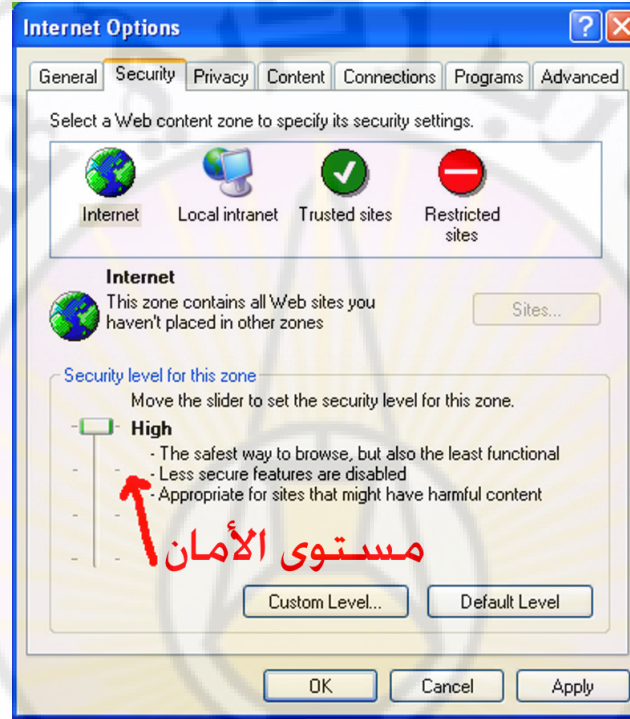 Internet Options
General Security Privacy Content Connections Programs Advanced
Select a Web content zone to specify its security settings.
Internet Local intranet Trusted sites Restricted sites
Internet
This zone contains all Web sites you
haven't placed in other zones
Sites...
Security level for this zone
Move the slider to set the security level for this zone.
High
- The safest way to browse, but also the least functional
- Less secure features are disabled
- Appropriate for sites that might have harmful content
مستوى الأمان
Custom Level... Default Level
OK Cancel Apply